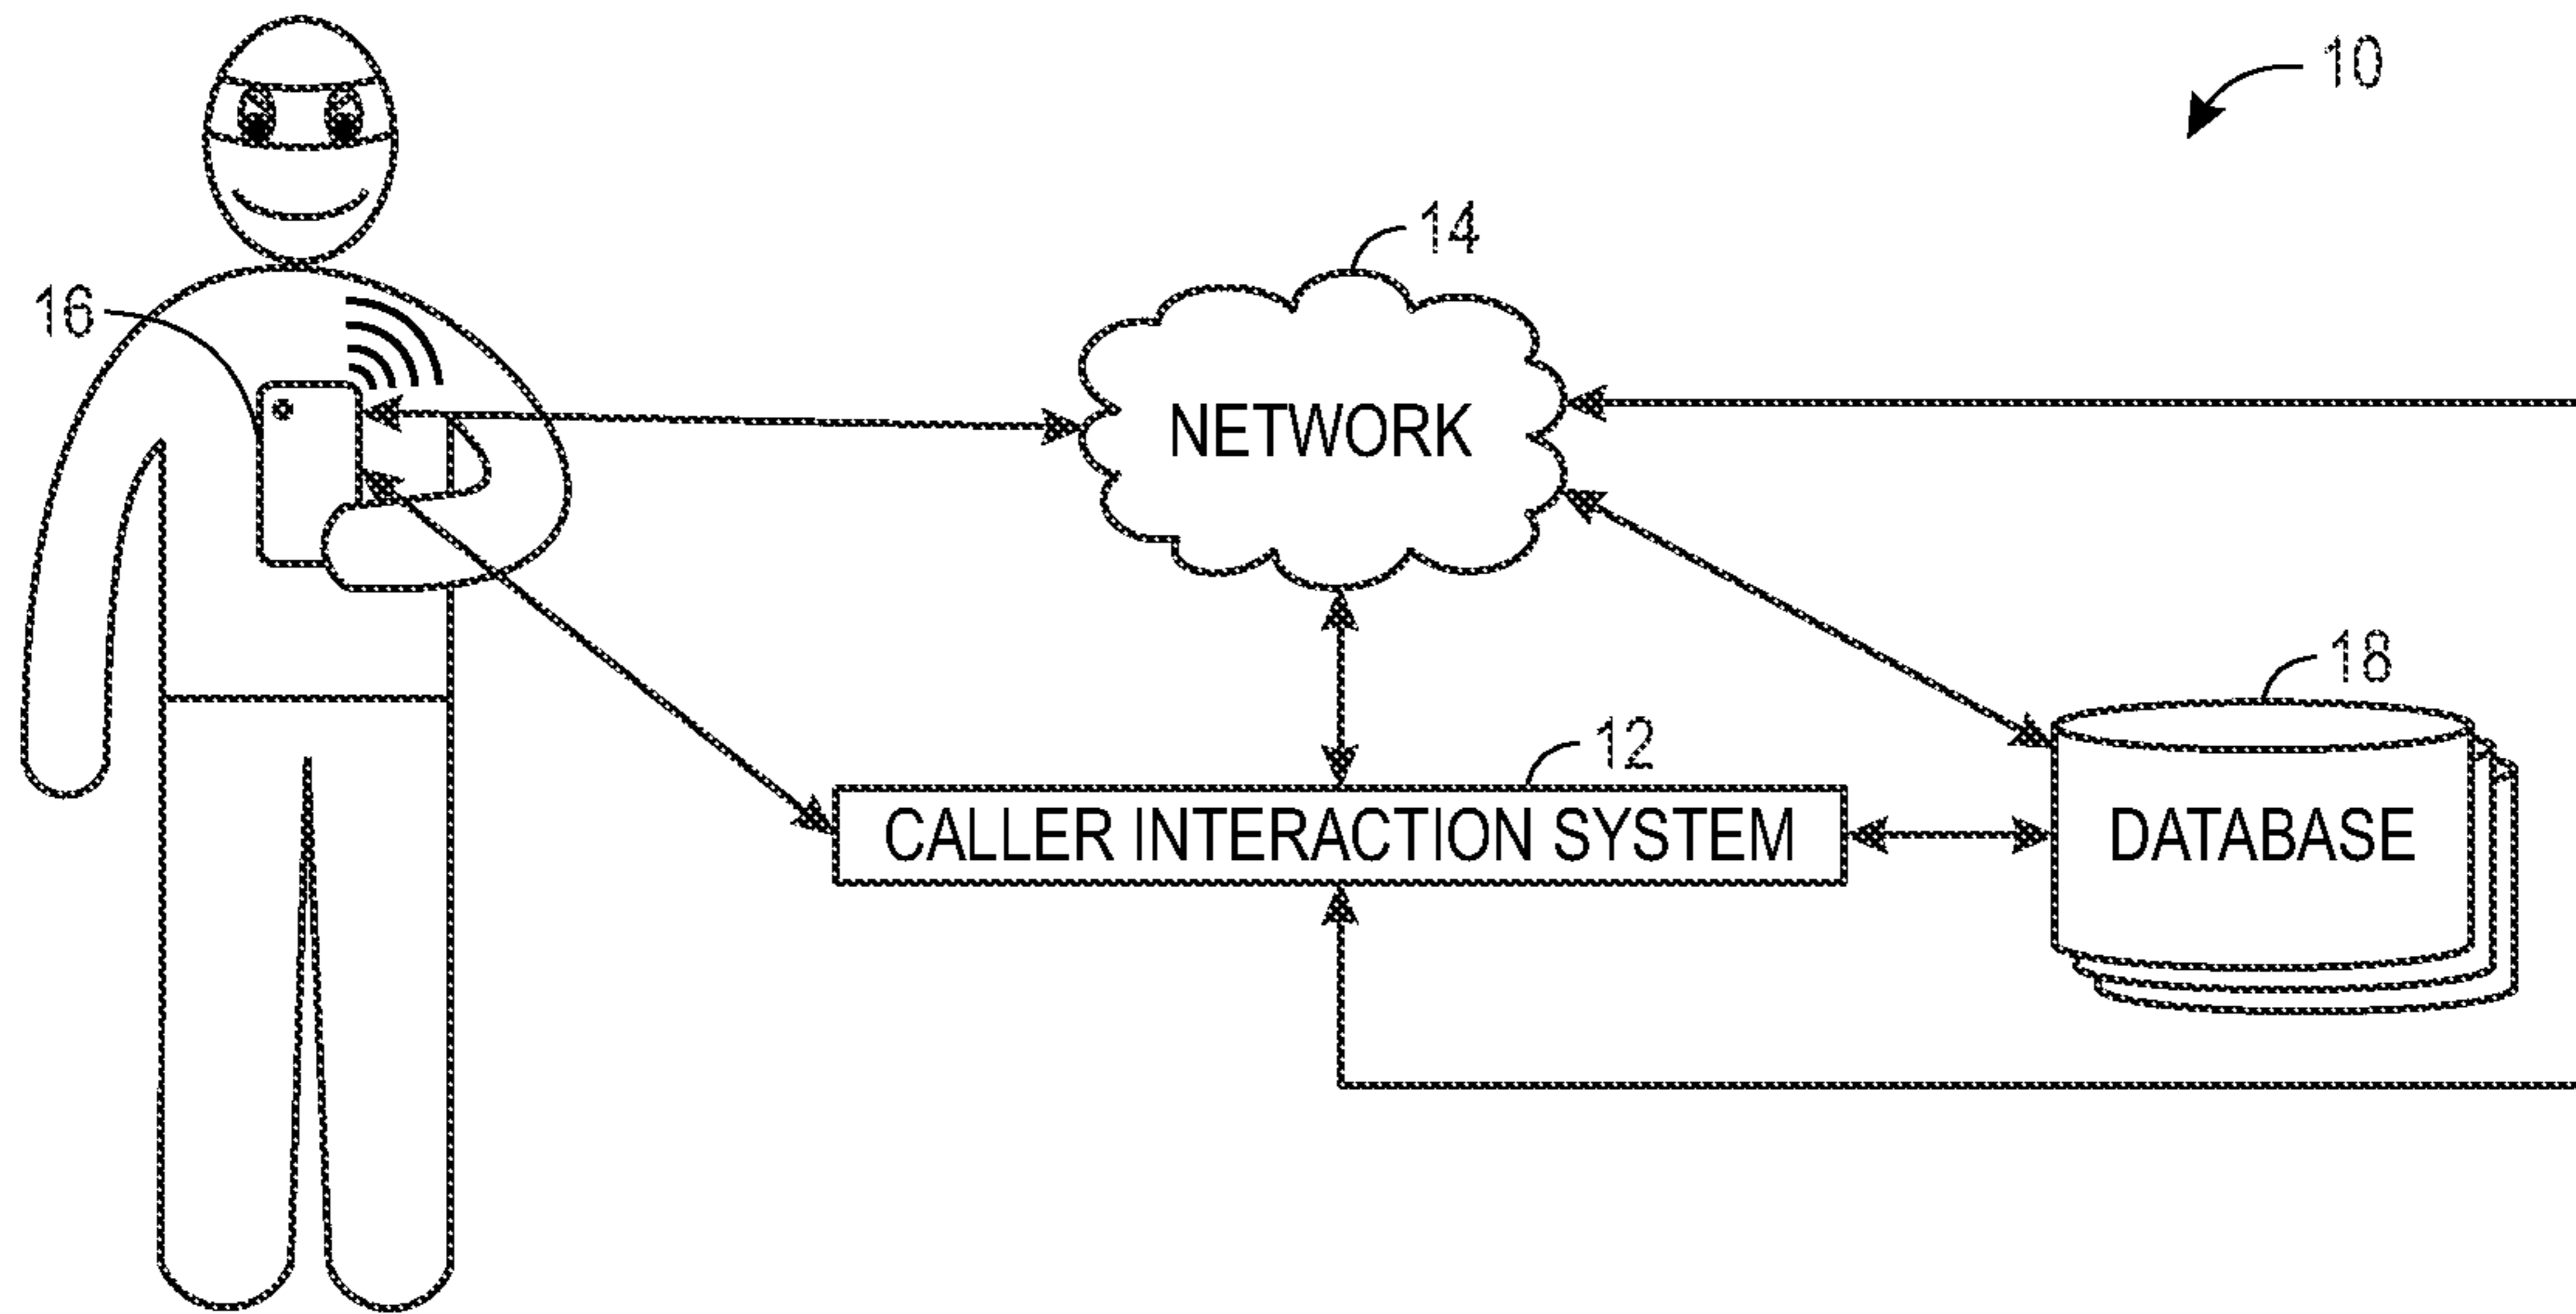 10
14
16
NETWORK
18
12
CALLER INTERACTION SYSTEM
DATABASE